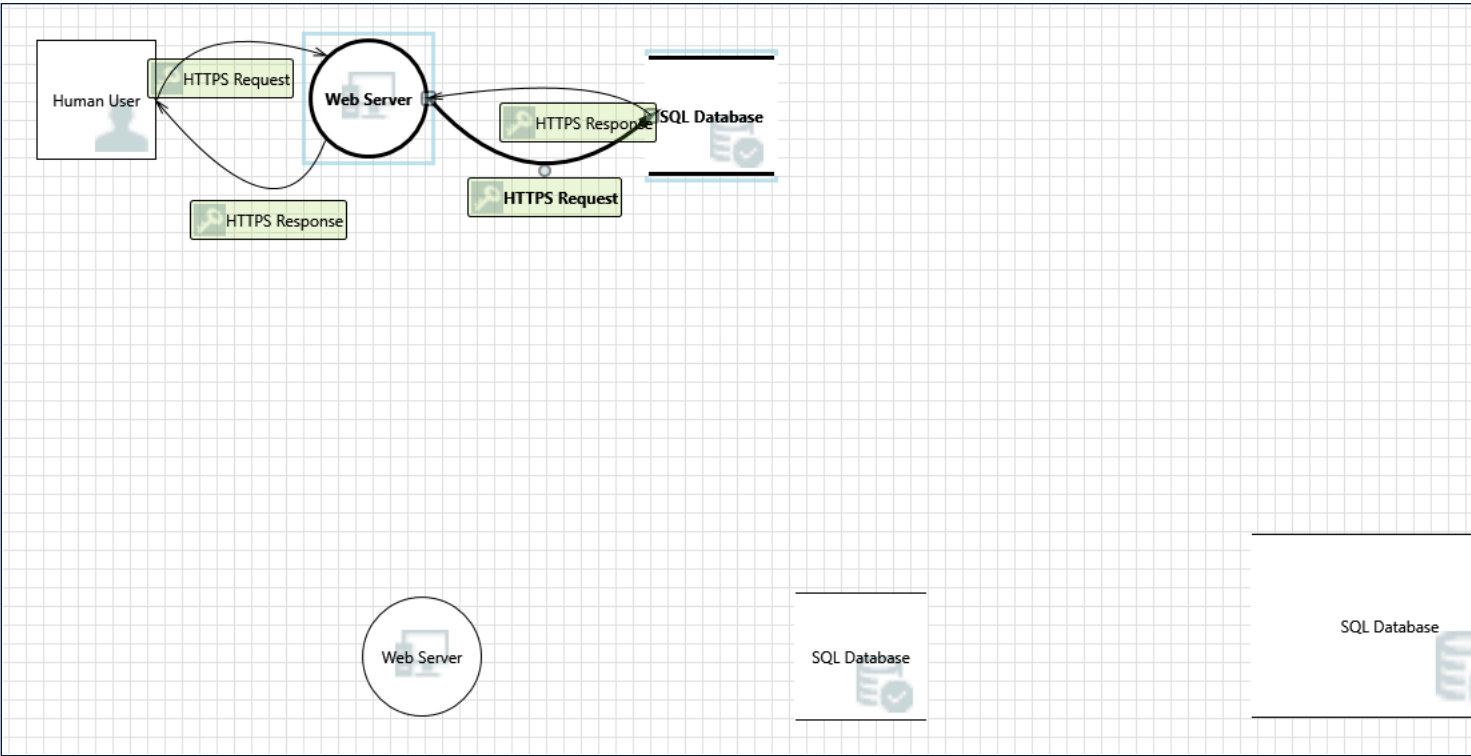 Human User
HTTPS Request
Web Server
HTTPS Response
SQL Database
HTTPS Response
HTTPS Request
Web Server
SQL Database
SQL Database